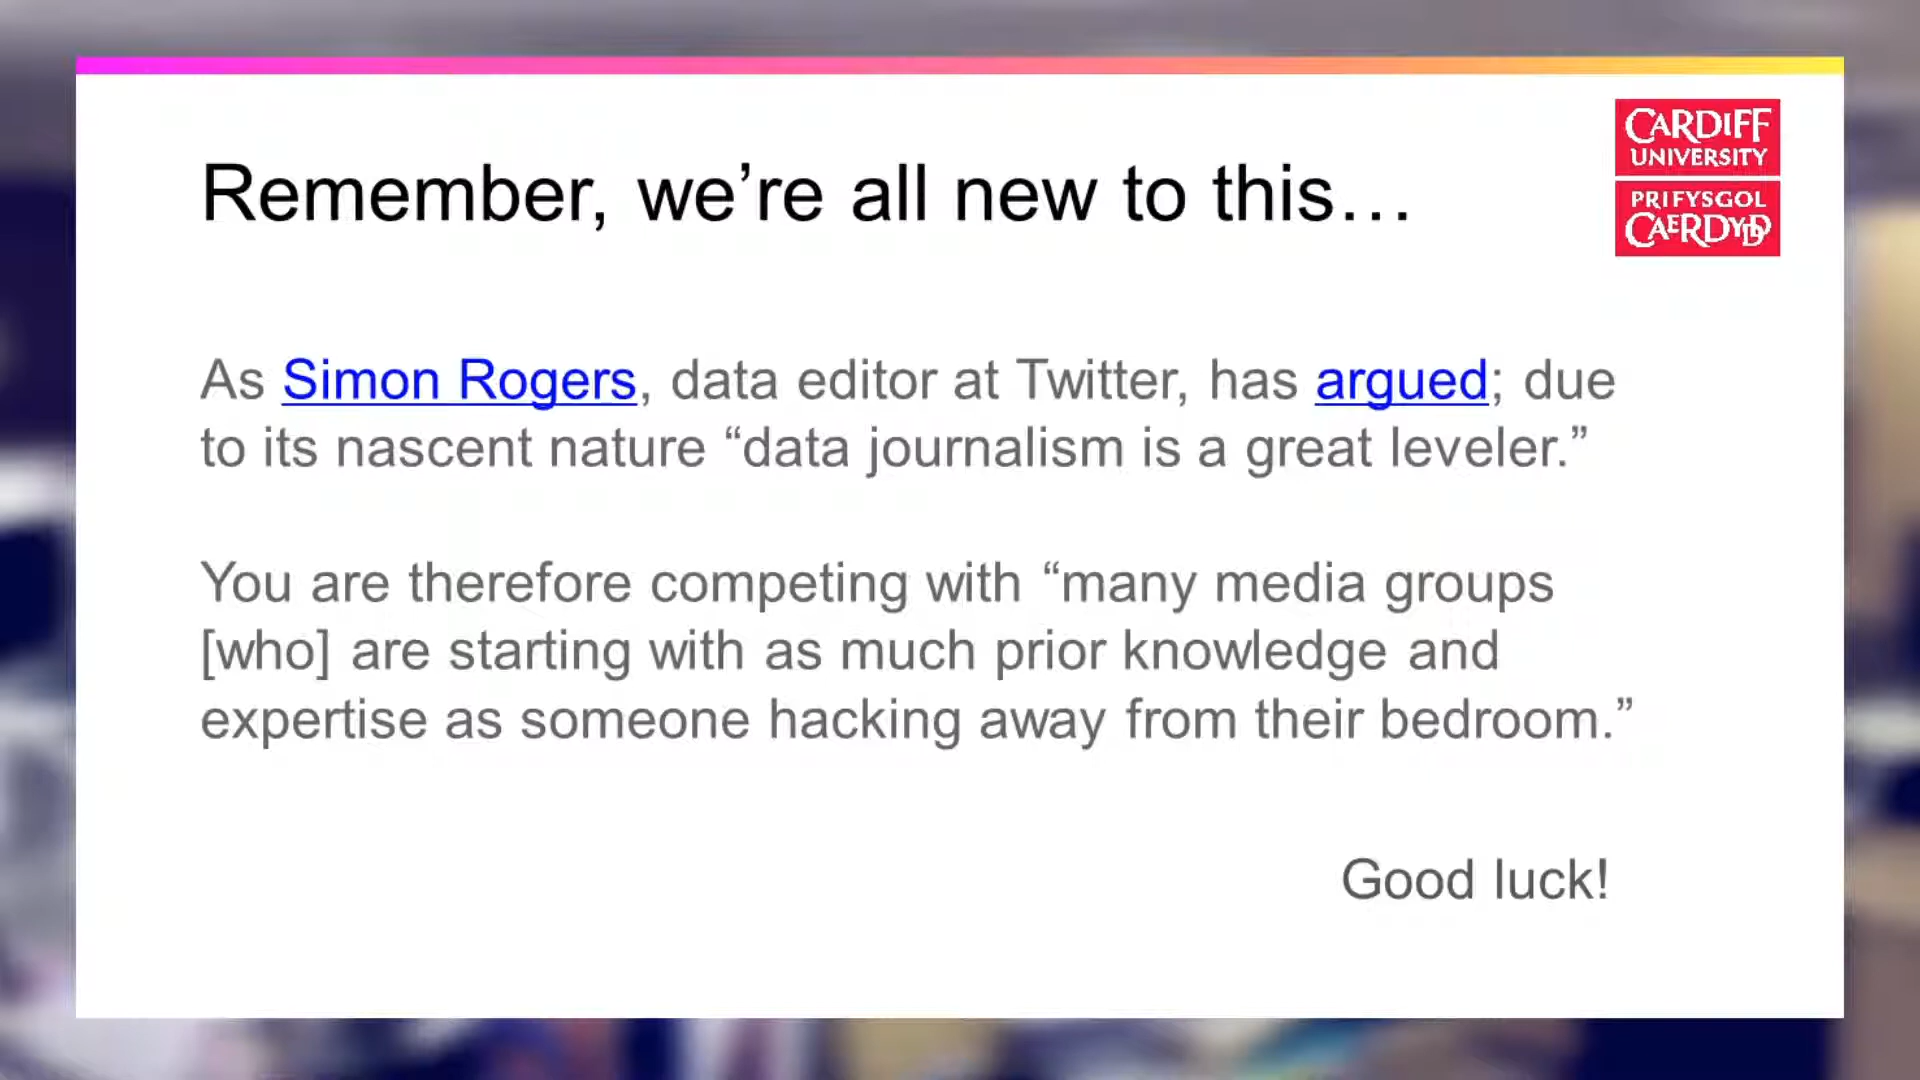 CARDIFF
UNIVERSITY
PRIFYSGOL
CAERDYDD
Remember, we’re all new to this…
As Simon Rogers, data editor at Twitter, has argued; due
to its nascent nature “data journalism is a great leveler.”
You are therefore competing with “many media groups
[who] are starting with as much prior knowledge and
expertise as someone hacking away from their bedroom.”
Good luck!